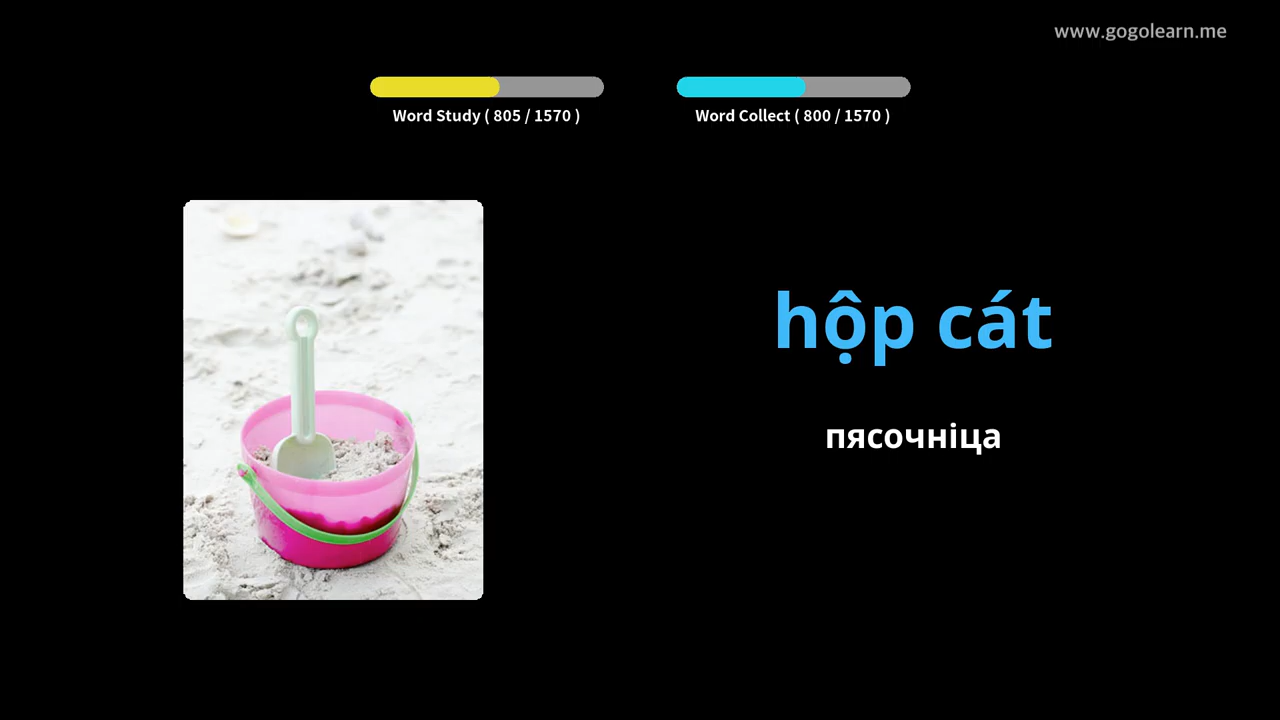 www.gogolearn.me
Word Study ( 805 / 1570 )
Word Collect ( 800 / 1570 )
hộp cát
пясочніца